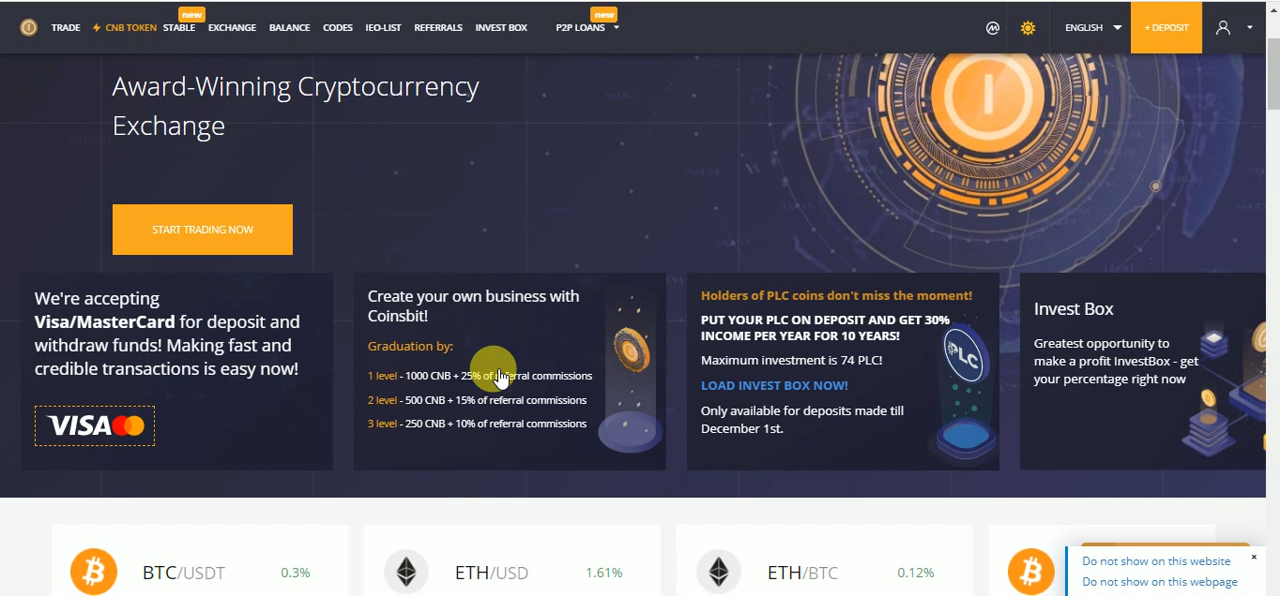 TRADE CNB TOKEN STABLE new EXCHANGE BALANCE CODES IEO-LIST REFERRALS INVEST BOX P2P LOANS new ENGLISH + DEPOSIT
Award-Winning Cryptocurrency
Exchange
START TRADING NOW
We're accepting
Visa/MasterCard for deposit and
withdraw funds! Making fast and
credible transactions is easy now!
VISA
Create your own business with
Coinsbit!
Graduation by:
1 level - 1000 CNB + 25% of referral commissions
2 level - 500 CNB + 15% of referral commissions
3 level - 250 CNB + 10% of referral commissions
Holders of PLC coins don't miss the moment!
PUT YOUR PLC ON DEPOSIT AND GET 30%
INCOME PER YEAR FOR 10 YEARS!
Maximum investment is 74 PLC!
LOAD INVEST BOX NOW!
Only available for deposits made till
December 1st.
PLC
Invest Box
Greatest opportunity to
make a profit InvestBox - get
your percentage right now
BTC/USDT 0.3%
ETH/USD 1.61%
ETH/BTC 0.12%
Do not show on this website
Do not show on this webpage